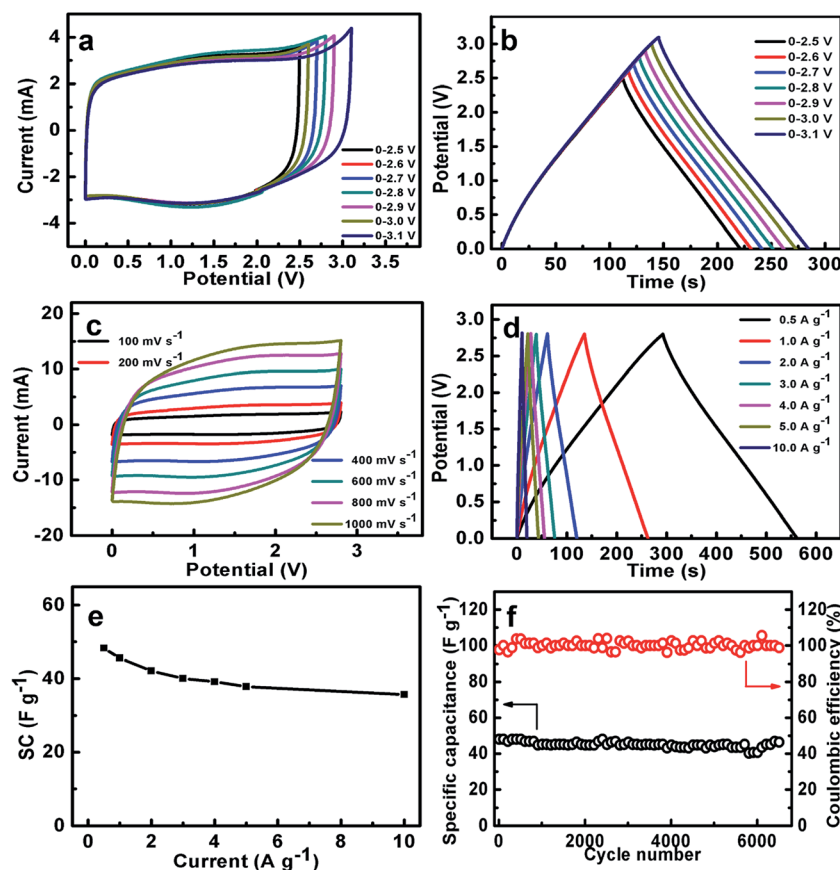 a
Current (mA)
4
2
0
-2
-4
0-2.5 V
0-2.6 V
0-2.7 V
0-2.8 V
0-2.9 V
0-3.0 V
0-3.1 V
0.0 0.5 1.0 1.5 2.0 2.5 3.0 3.5
Potential (V)
b
Potential (V)
3.0
2.5
2.0
1.5
1.0
0.5
0.0
0-2.5 V
0-2.6 V
0-2.7 V
0-2.8 V
0-2.9 V
0-3.0 V
0-3.1 V
0 50 100 150 200 250 300
Time (s)
c
Current (mA)
20
10
0
-10
-20
100 mV s-1
200 mV s-1
400 mV s-1
600 mV s-1
800 mV s-1
1000 mV s-1
0 1 2 3
Potential (V)
d
Potential (V)
3.0
2.5
2.0
1.5
1.0
0.5
0.0
0.5 A g-1
1.0 A g-1
2.0 A g-1
3.0 A g-1
4.0 A g-1
5.0 A g-1
10.0 A g-1
0 100 200 300 400 500 600
Time (s)
e
SC (F g-1)
60
40
20
0
0 2 4 6 8 10
Current (A g-1)
f
Specific capacitance (F g-1)
120
100
80
60
40
20
0
120
100
80
60
40
20
0
Coulombic efficiency (%)
0 2000 4000 6000
Cycle number